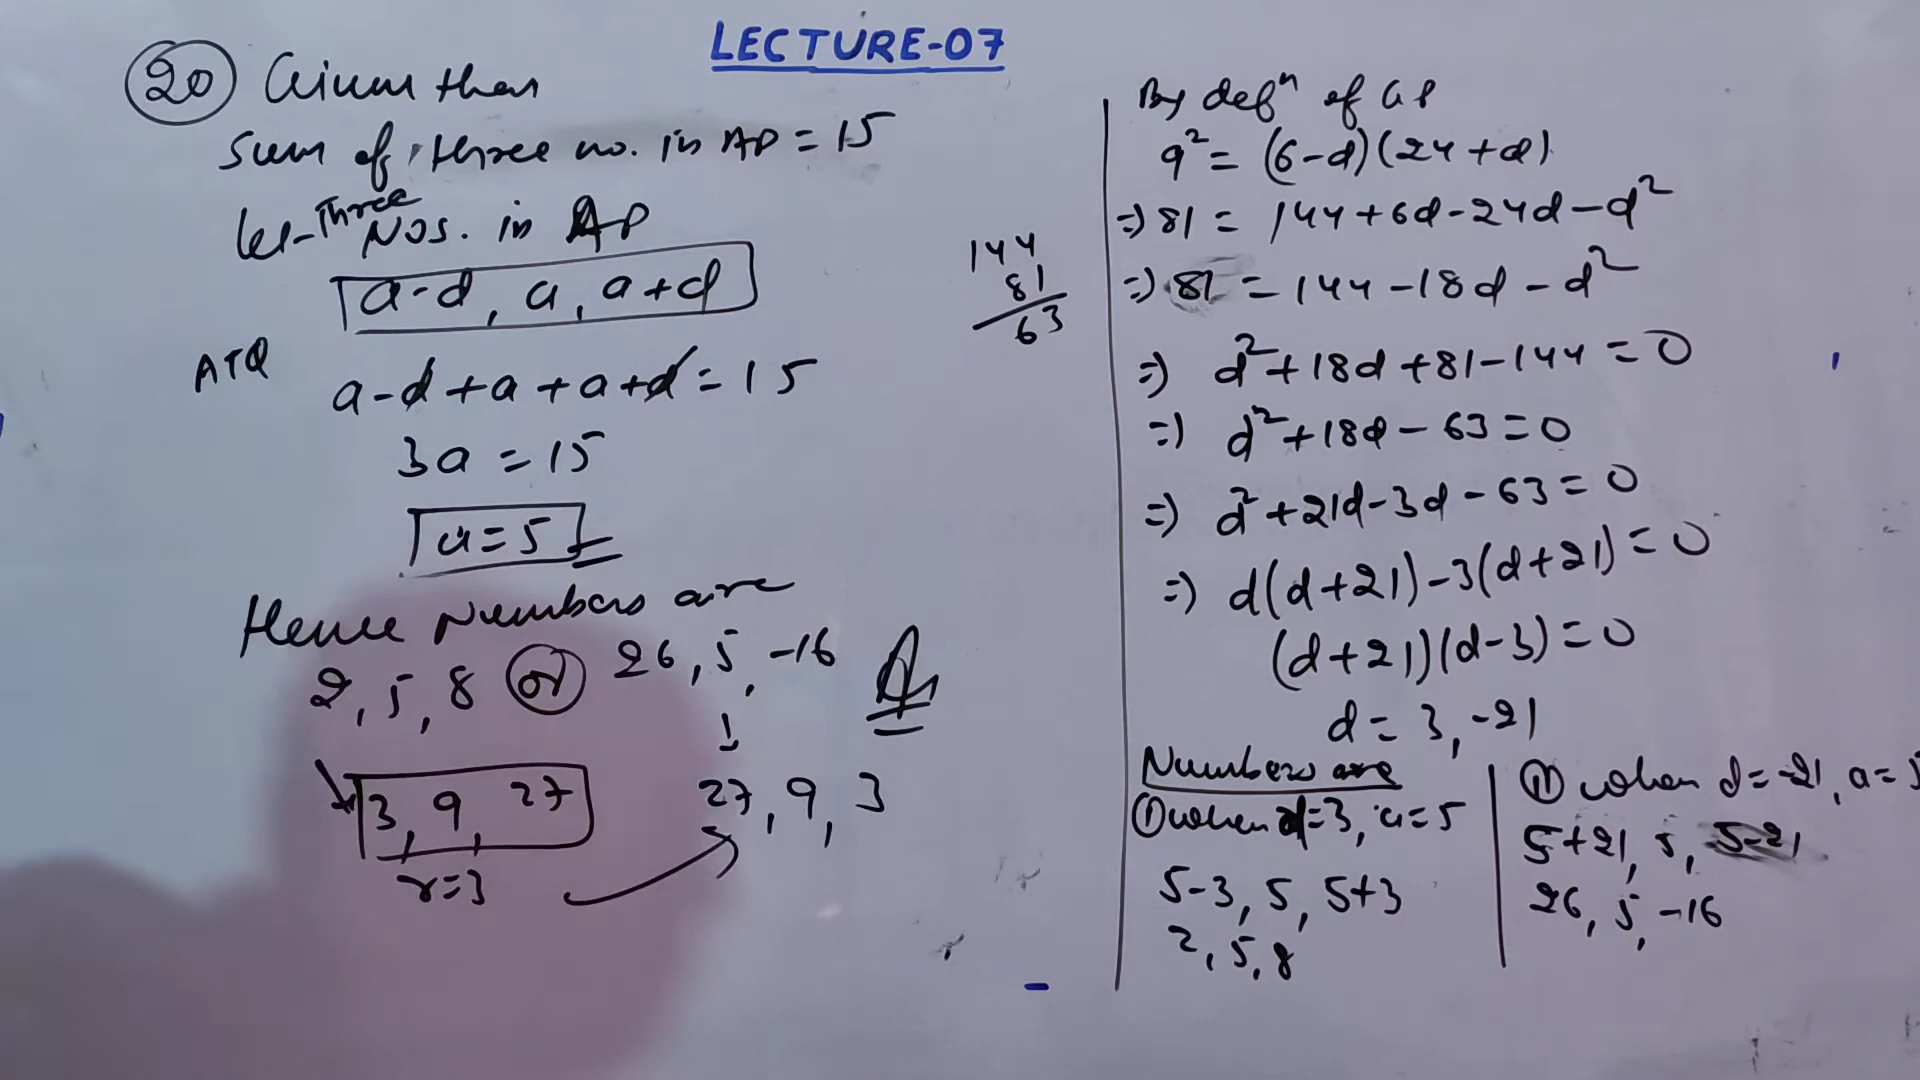 LECTURE-07
20 Given that
Sum of three no. in AP = 15
let Three Nos. in AP
a-d, a, a+d
ATQ
a-d+a+a+d=15
3a = 15
a=5
Hence Numbers are
2, 5, 8 or 26, 5, -16
3, 9, 27
27, 9, 3
r=3
144
81
63
By defn of GP
9²= (6-d)(24+d)
=) 81 = 144+6d-24d-d²
=) 81 = 144-18d-d²
=) d²+18d+81-144=0
=) d²+18d-63=0
=) d²+21d-3d-63=0
=) d(d+21)-3(d+21)=0
(d+21)(d-3)=0
d= 3, -21
Numbers are
① when d=3, a=5
5-3, 5, 5+3
2, 5, 8
② when d=-21, a=5
5+21, 5, 5-21
26, 5, -16